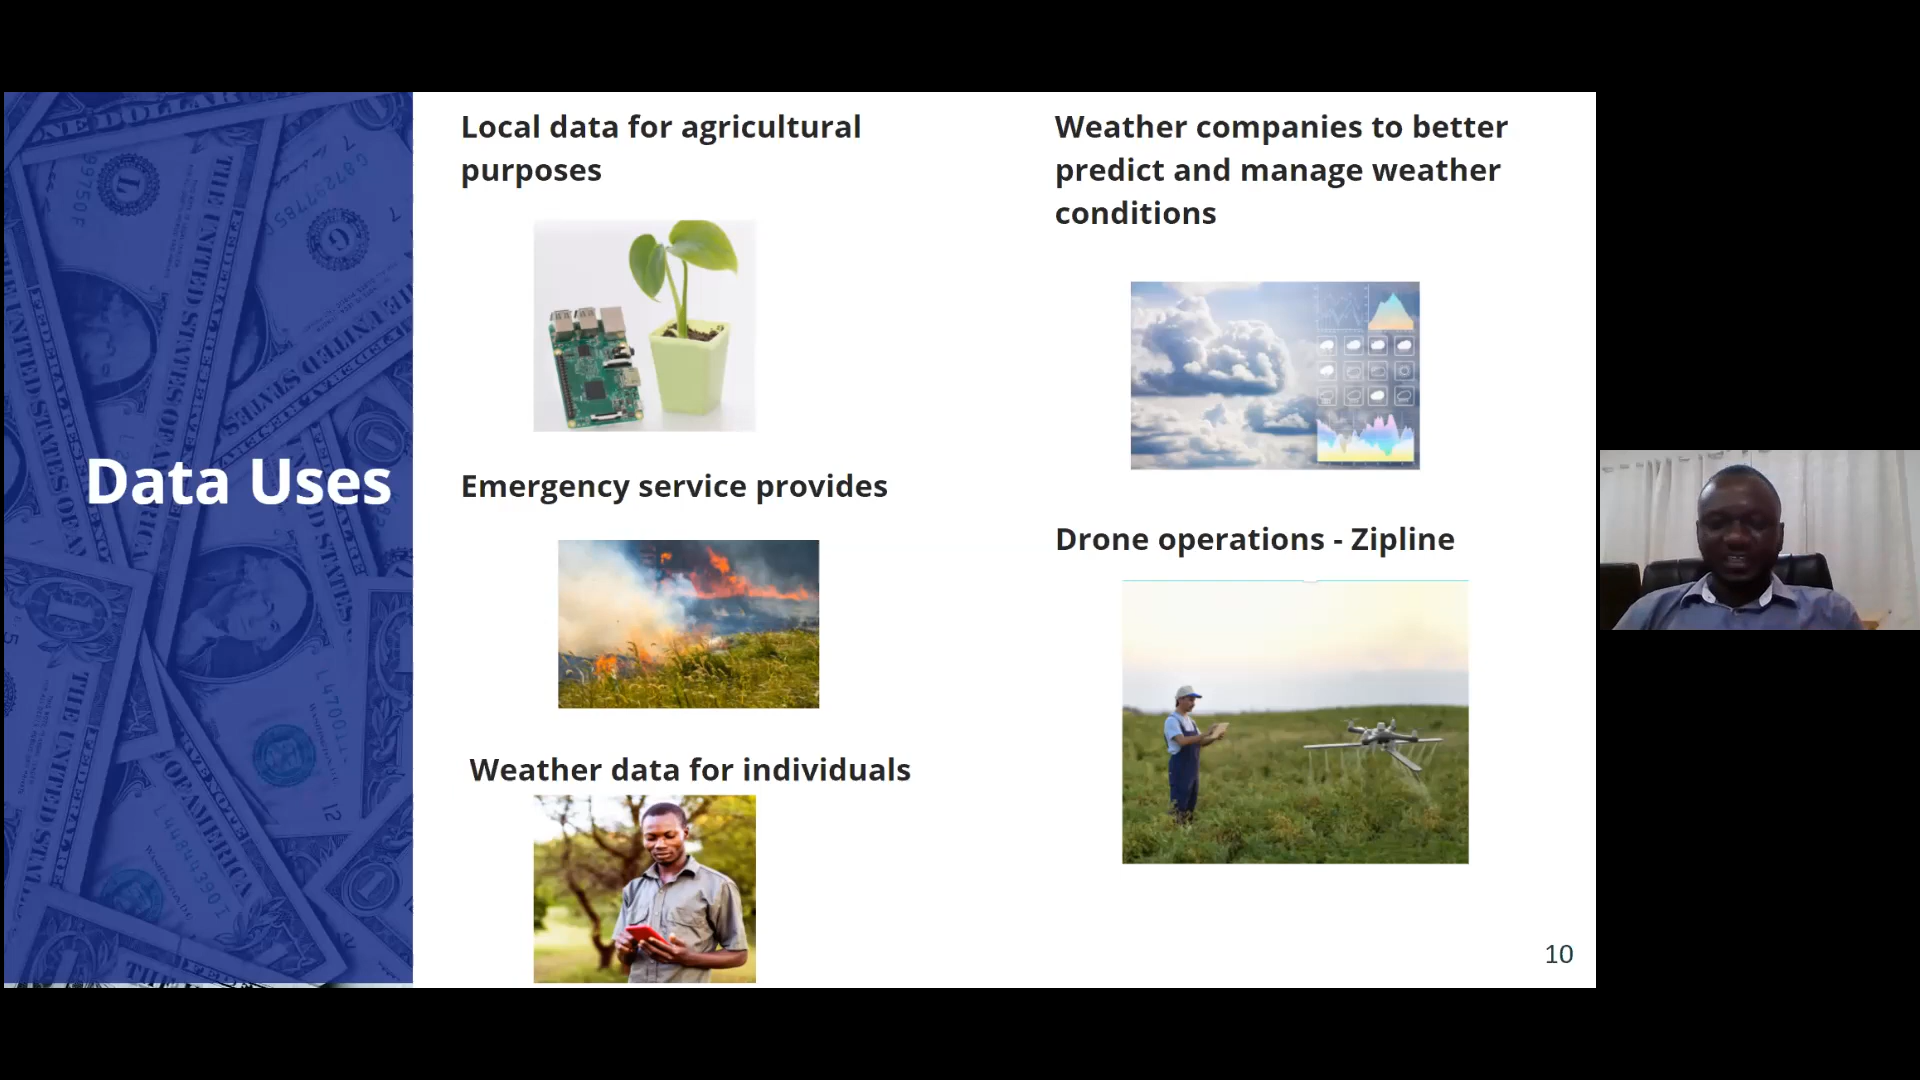 Data Uses
Local data for agricultural
purposes
Emergency service provides
Weather data for individuals
Weather companies to better
predict and manage weather
conditions
Drone operations - Zipline
10